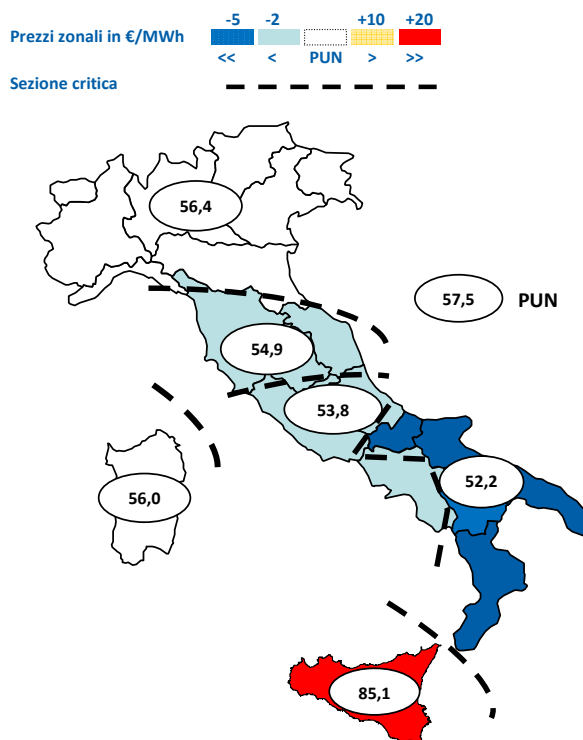 -5 -2 +10 +20
Prezzi zonali in €/MWh
<< < PUN > >>
Sezione critica
56,4
57,5 PUN
54,9
53,8
52,2
56,0
85,1